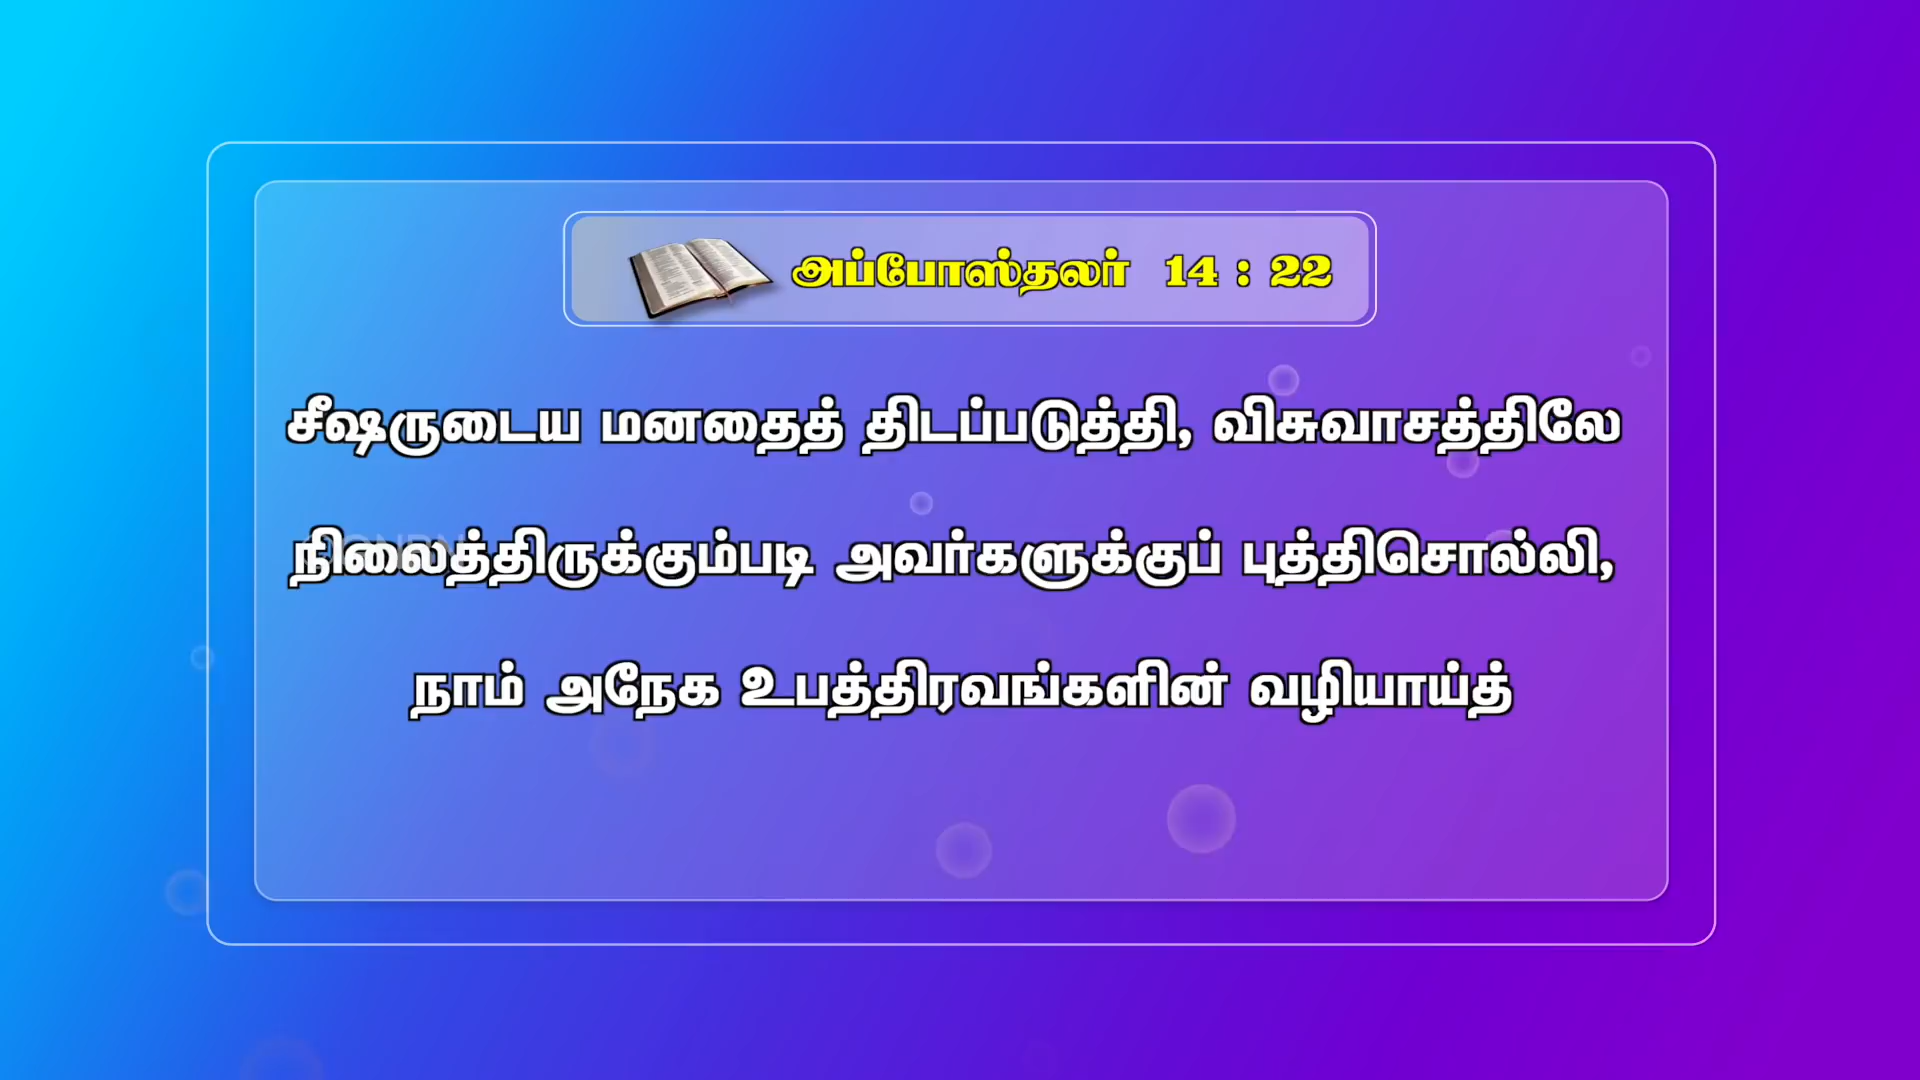 அப்போஸ்தலர் 14 : 22
சீஷருடைய மனதைத் திடப்படுத்தி, விசுவாசத்திலே
நிலைத்திருக்கும்படி அவர்களுக்குப் புத்திசொல்லி,
நாம் அநேக உபத்திரவங்களின் வழியாய்த்